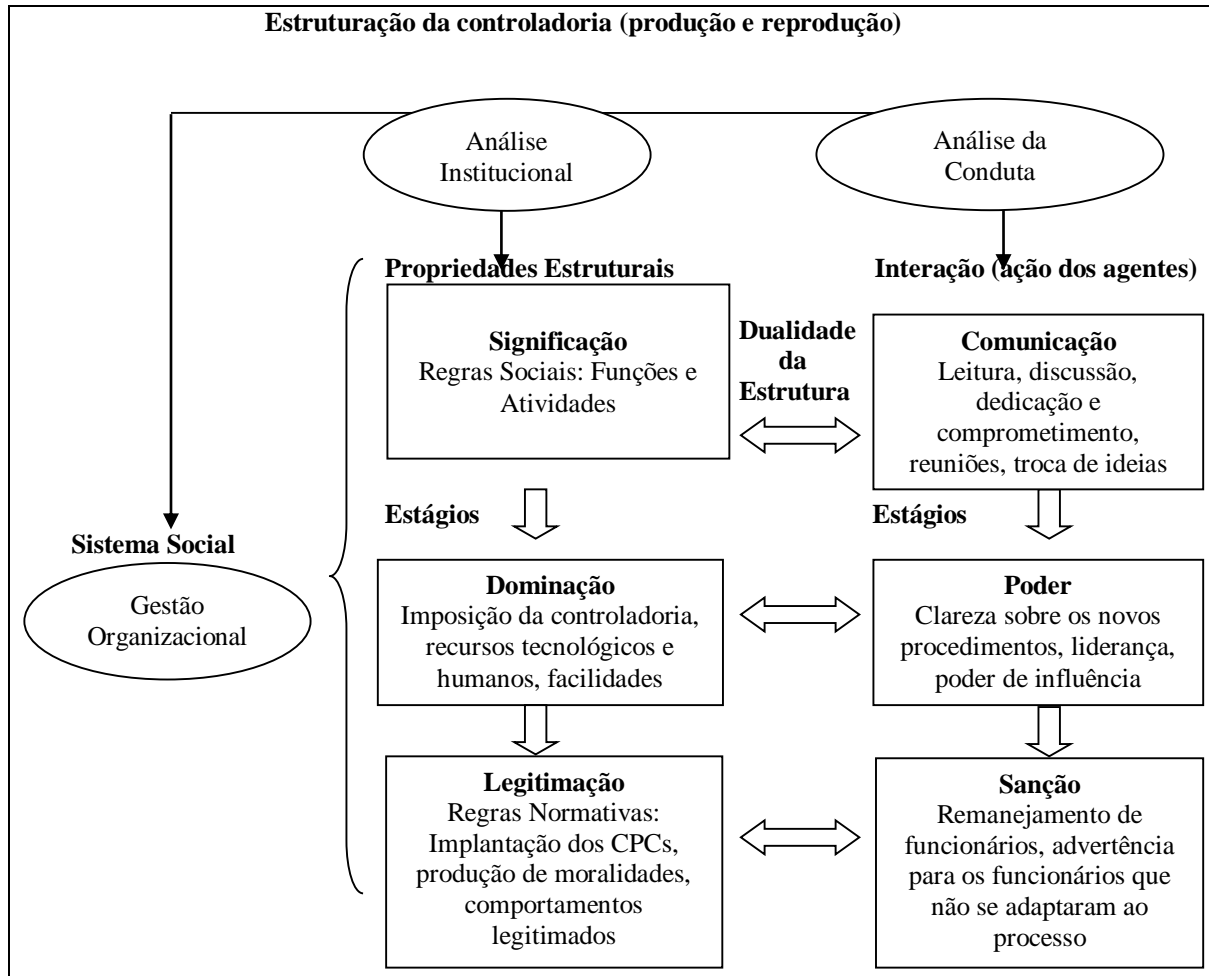 Estruturação da controladoria (produção e reprodução)
Análise
Institucional
Análise da
Conduta
Propriedades Estruturais
Interação (ação dos agentes)
Significação
Regras Sociais: Funções e
Atividades
Dualidade
da
Estrutura
Comunicação
Leitura, discussão,
dedicação e
comprometimento,
reuniões, troca de ideias
Estágios
Estágios
Sistema Social
Gestão
Organizacional
Dominação
Imposição da controladoria,
recursos tecnológicos e
humanos, facilidades
Poder
Clareza sobre os novos
procedimentos, liderança,
poder de influência
Legitimação
Regras Normativas:
Implantação dos CPCs,
produção de moralidades,
comportamentos
legitimados
Sanção
Remanejamento de
funcionários, advertência
para os funcionários que
não se adaptaram ao
processo